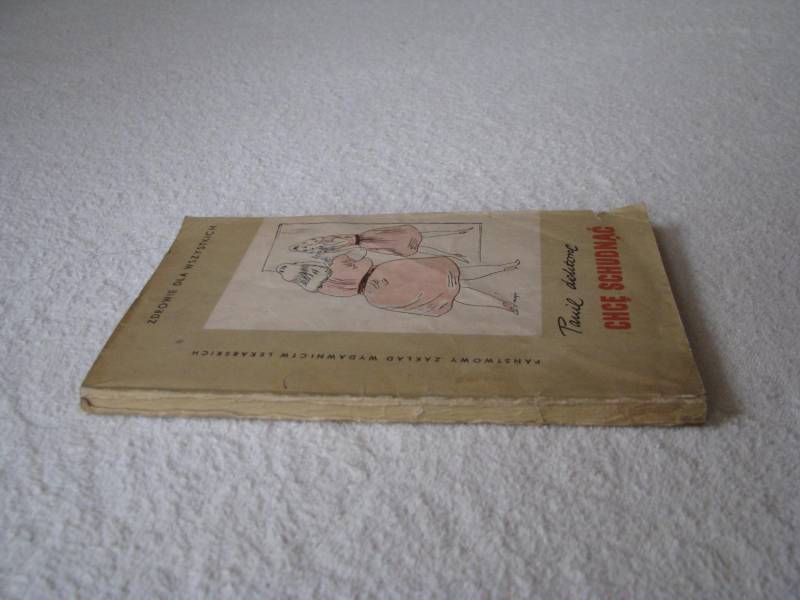 ZDROWIE DLA WSZYSTKICH
PAŃSTWOWY ZAKŁAD WYDAWNICTW LEKARSKICH
Panie doktorze
CHCĘ SCHUDNĄĆ